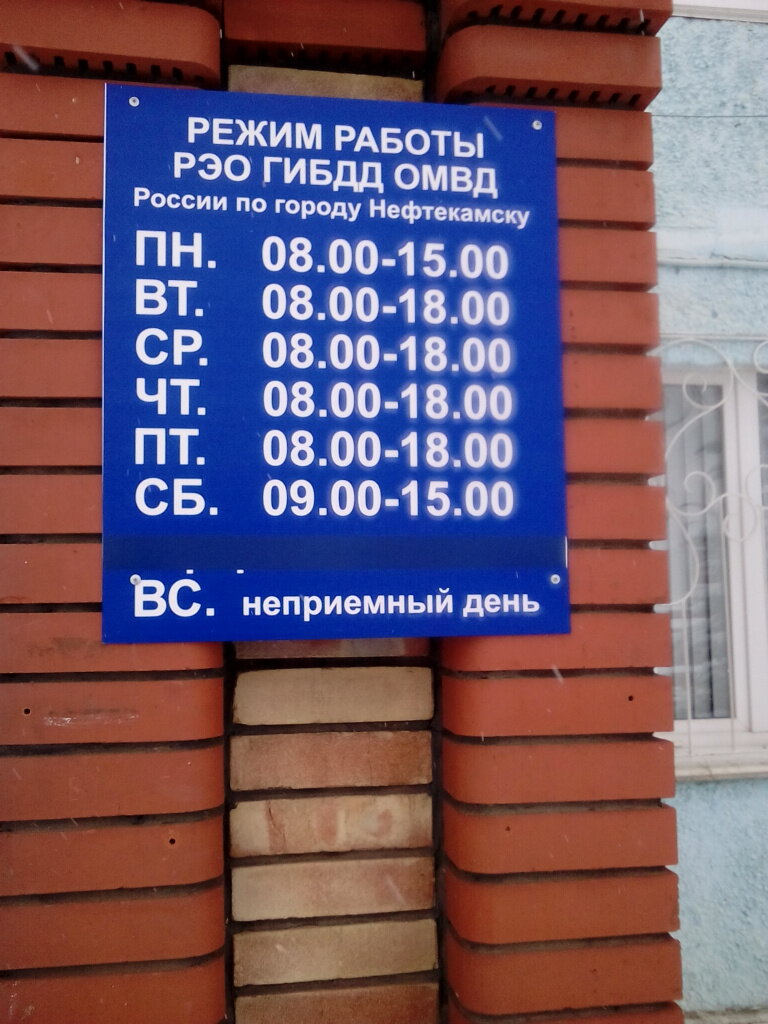 РЕЖИМ РАБОТЫ
РЭО ГИБДД ОМВД
России по городу Нефтекамску
ПН. 08.00-15.00
ВТ. 08.00-18.00
СР. 08.00-18.00
ЧТ. 08.00-18.00
ПТ. 08.00-18.00
СБ. 09.00-15.00
ВС. неприемный день